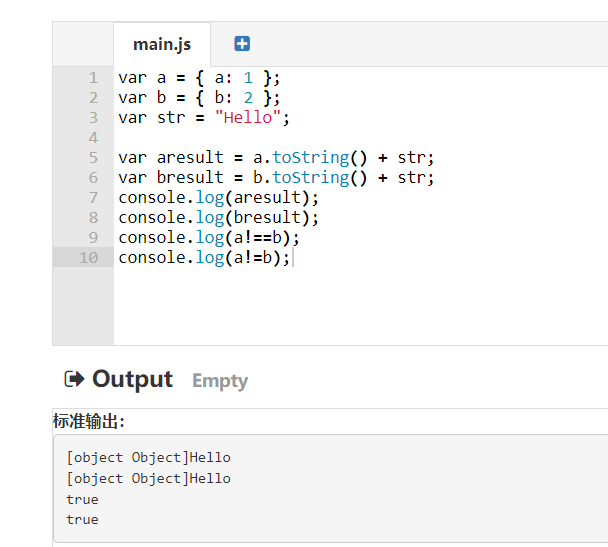 main.js
1 var a = { a: 1 };
2 var b = { b: 2 };
3 var str = "Hello";
4
5 var aresult = a.toString() + str;
6 var bresult = b.toString() + str;
7 console.log(aresult);
8 console.log(bresult);
9 console.log(a!==b);
10 console.log(a!=b);
Output Empty
标准输出:
[object Object]Hello
[object Object]Hello
true
true